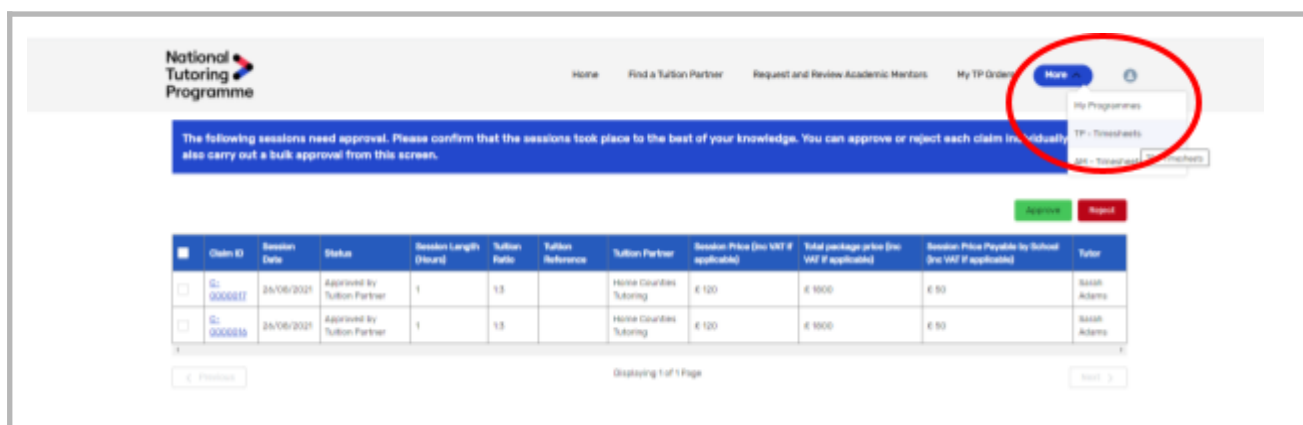 National
Tutoring
Programme
Home Find a Tuition Partner Request and Review Academic Mentors My TP Orders More
My Programmes
TP - Timesheets
AM - Timesheets
The following sessions need approval. Please confirm that the sessions took place to the best of your knowledge. You can approve or reject each claim individually
also carry out a bulk approval from this screen.
Approve Reject
Claim ID Session Date Status Session Length (Hours) Tuition Ratio Tuition Reference Tuition Partner Session Price (inc VAT if applicable) Total package price (inc VAT if applicable) Session Price Payable by School (inc VAT if applicable) Tutor
C-0000017 26/08/2021 Approved by Tuition Partner 1 1:3 Home Counties Tutoring £ 120 £ 1800 £ 50 Sarah Adams
C-0000016 26/08/2021 Approved by Tuition Partner 1 1:3 Home Counties Tutoring £ 120 £ 1800 £ 50 Sarah Adams
Previous Displaying 1 of 1 Page Next